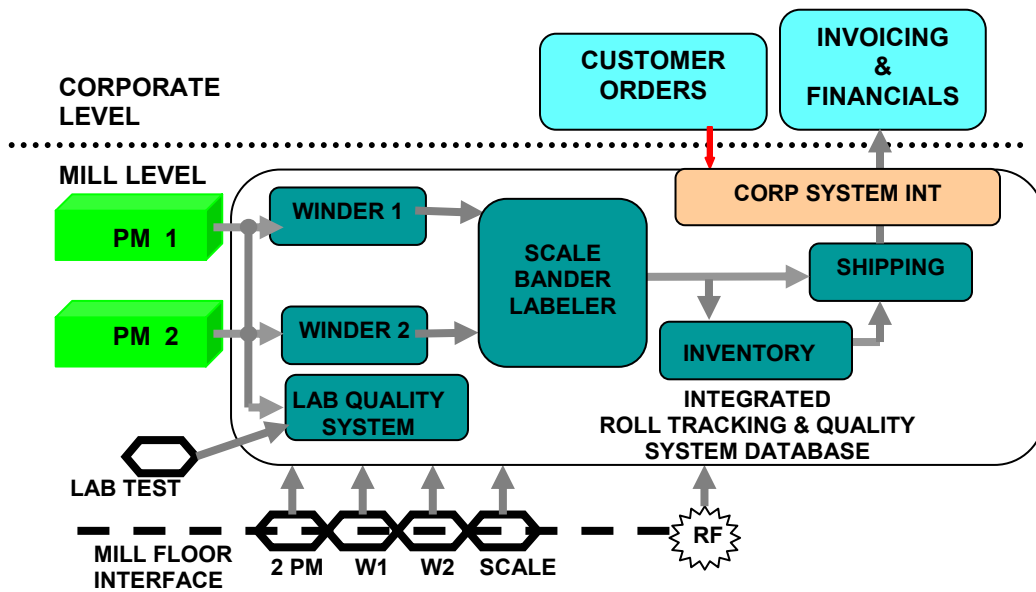 CUSTOMER
ORDERS
INVOICING
&
FINANCIALS
CORPORATE
LEVEL
MILL LEVEL
CORP SYSTEM INT
PM 1
WINDER 1
SCALE
BANDER
LABELER
SHIPPING
PM 2
WINDER 2
INVENTORY
LAB QUALITY
SYSTEM
INTEGRATED
ROLL TRACKING & QUALITY
SYSTEM DATABASE
LAB TEST
RF
MILL FLOOR
INTERFACE
2 PM
W1
W2
SCALE